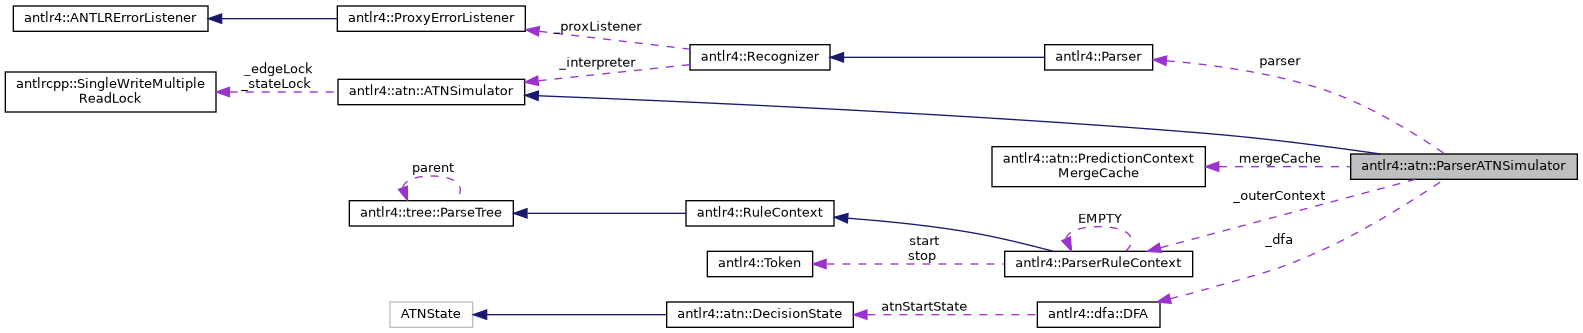 antlr4::ANTLRErrorListener
antlr4::ProxyErrorListener
_proxListener
antlr4::Recognizer
antlr4::Parser
parser
_interpreter
_edgeLock
_stateLock
antlrcpp::SingleWriteMultiple
ReadLock
antlr4::atn::ATNSimulator
antlr4::atn::PredictionContext
MergeCache
mergeCache
antlr4::atn::ParserATNSimulator
parent
antlr4::tree::ParseTree
antlr4::RuleContext
EMPTY
_outerContext
start
stop
antlr4::Token
antlr4::ParserRuleContext
_dfa
ATNState
antlr4::atn::DecisionState
atnStartState
antlr4::dfa::DFA